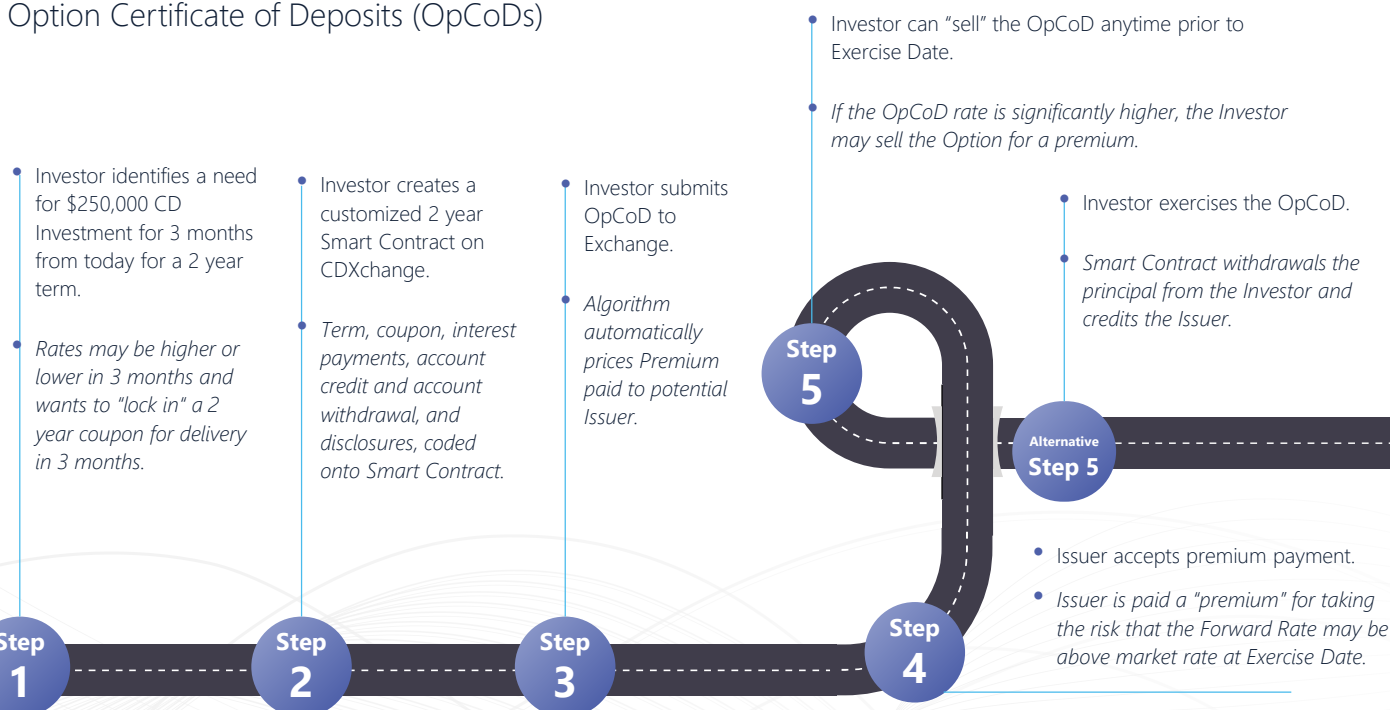 Option Certificate of Deposits (OpCoDs)
Investor identifies a need
for $250,000 CD
Investment for 3 months
from today for a 2 year
term.
Rates may be higher or
lower in 3 months and
wants to "lock in" a 2
year coupon for delivery
in 3 months.
Step
1
Investor creates a
customized 2 year
Smart Contract on
CDXchange.
Term, coupon, interest
payments, account
credit and account
withdrawal, and
disclosures, coded
onto Smart Contract.
Step
2
Investor submits
OpCoD to
Exchange.
Algorithm
automatically
prices Premium
paid to potential
Issuer.
Step
3
Issuer accepts premium payment.
Issuer is paid a “premium” for taking
the risk that the Forward Rate may be
above market rate at Exercise Date.
Step
4
Investor can “sell” the OpCoD anytime prior to
Exercise Date.
If the OpCoD rate is significantly higher, the Investor
may sell the Option for a premium.
Step
5
Investor exercises the OpCoD.
Smart Contract withdrawals the
principal from the Investor and
credits the Issuer.
Alternative
Step 5